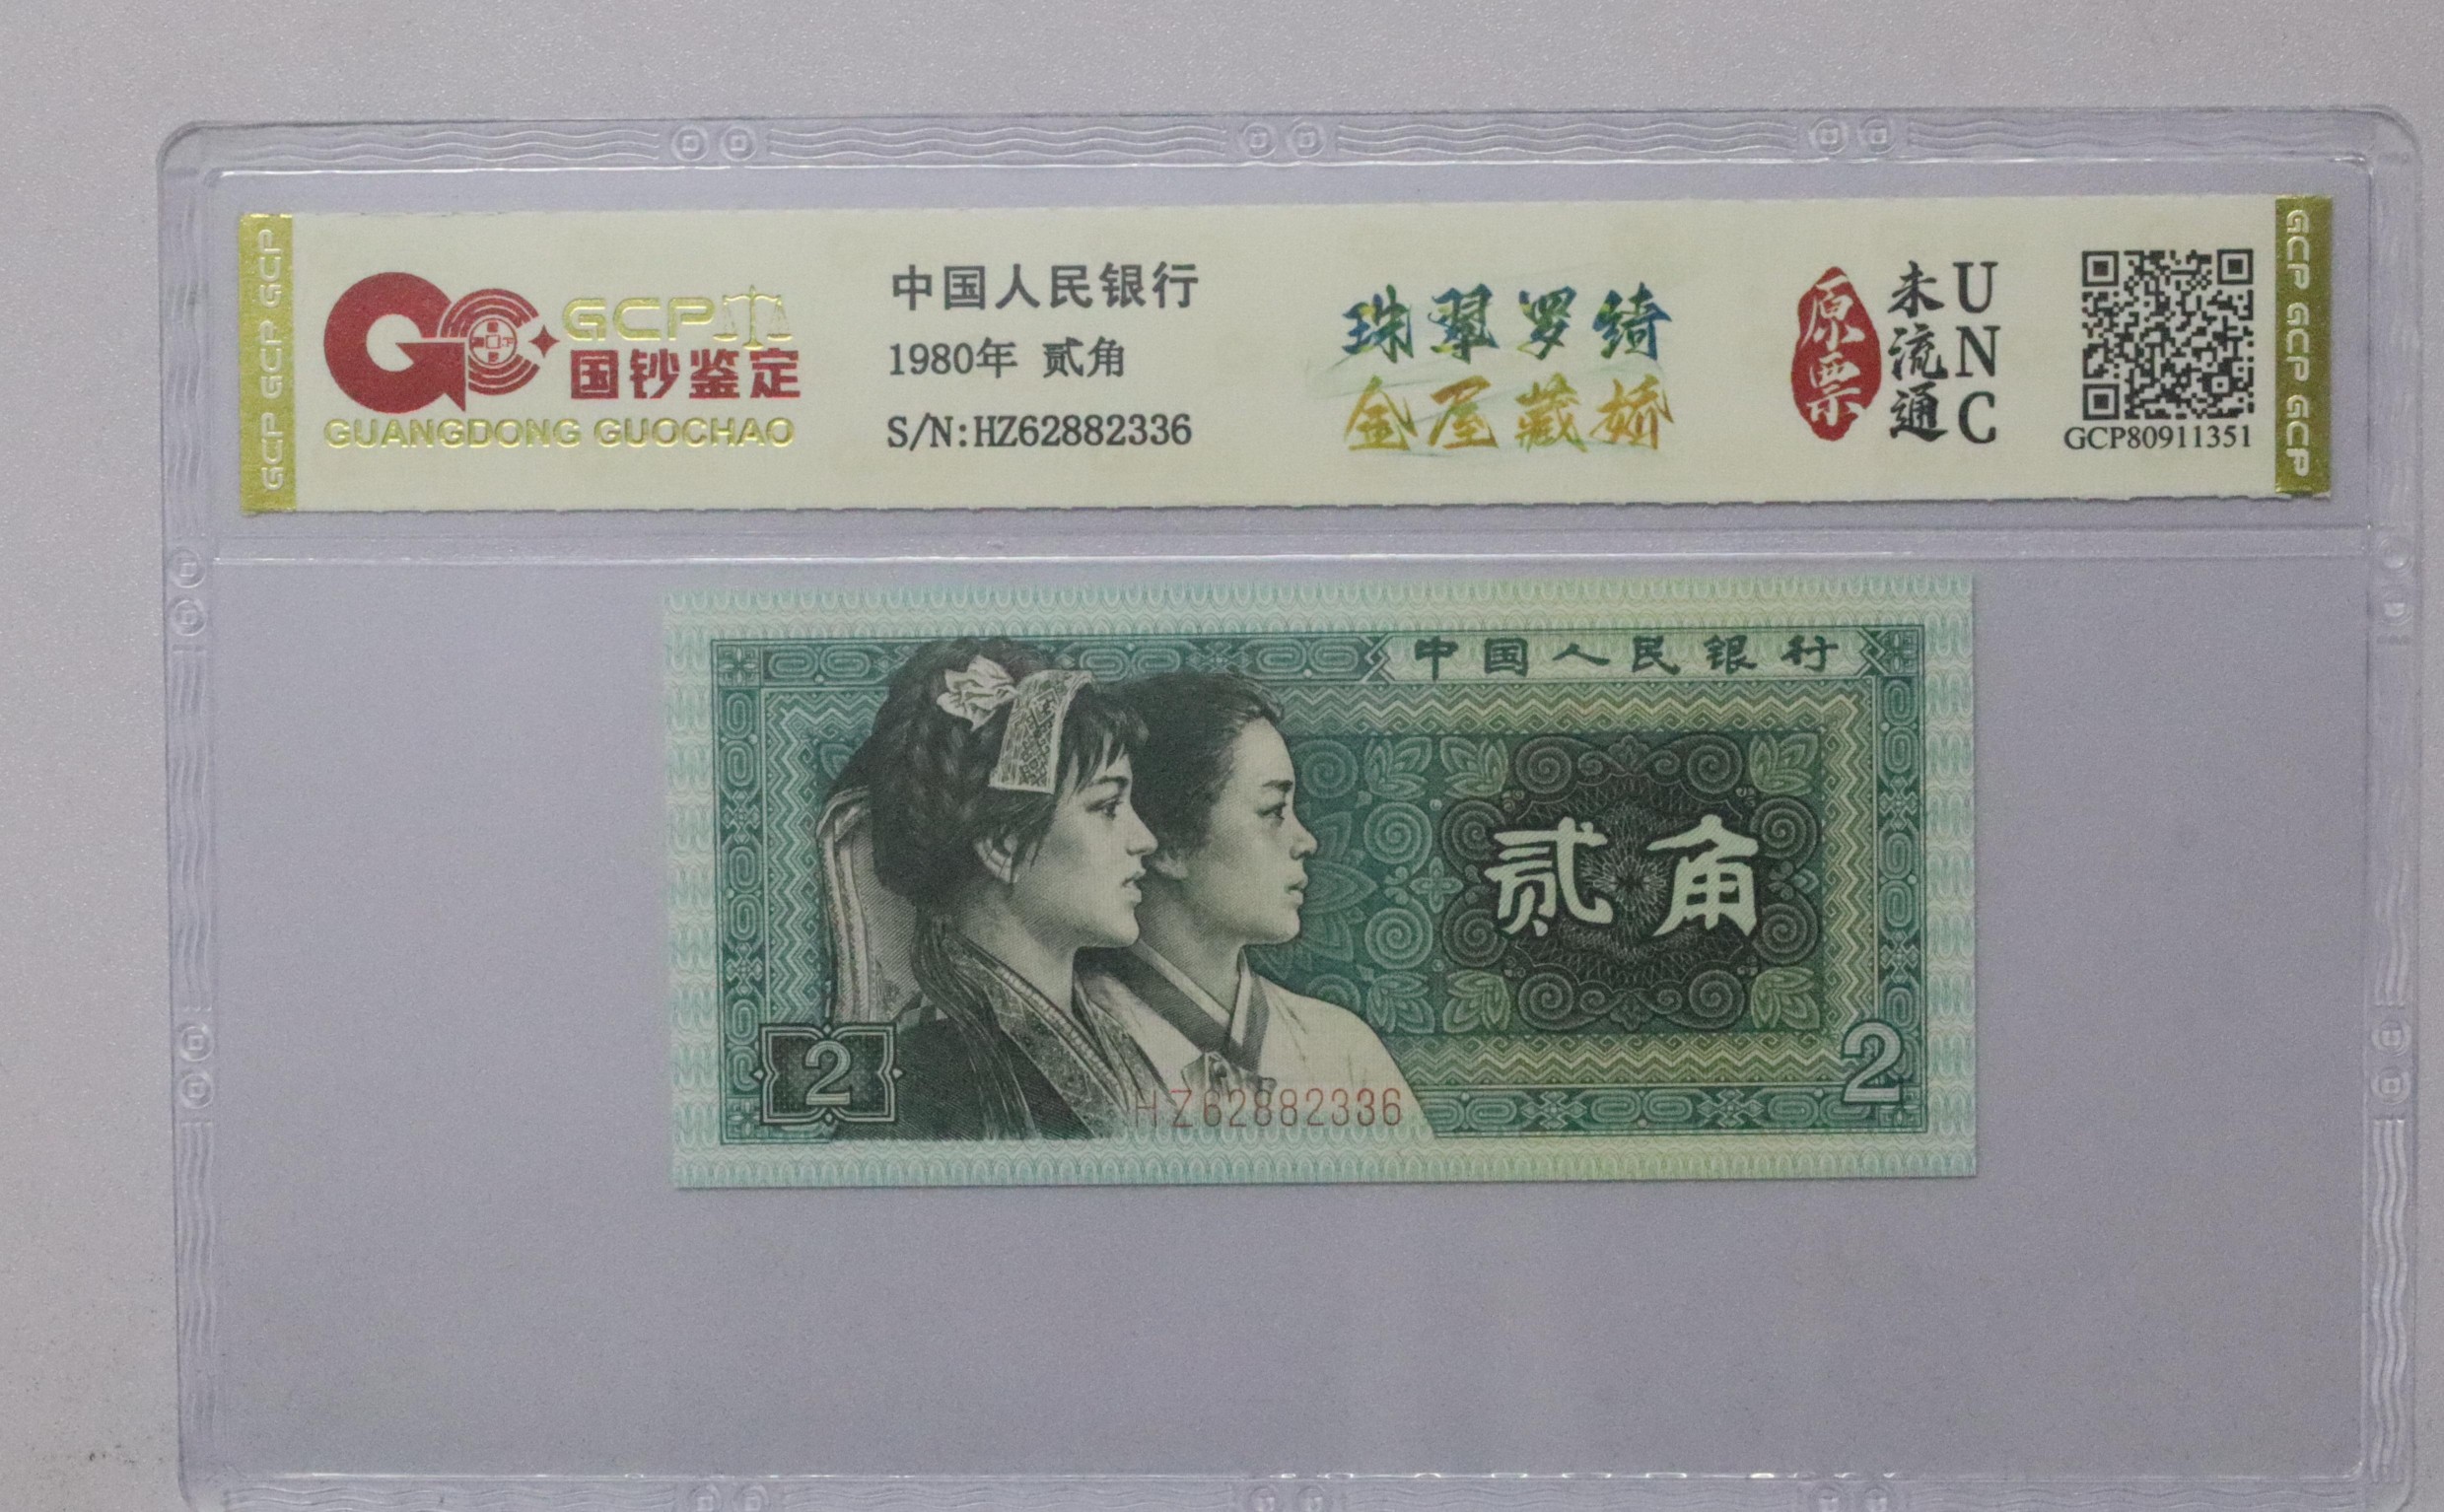 GCP GCP GCP
GCP
国钞鉴定
GUANGDONG GUOCHAO
中国人民银行
1980年 贰角
S/N:HZ62882336
珠翠罗绮
金屋藏娇
原票
未流通
UNC
GCP80911351
GCP GCP GCP GCP
中国人民银行
贰角
2
2
HZ62882336